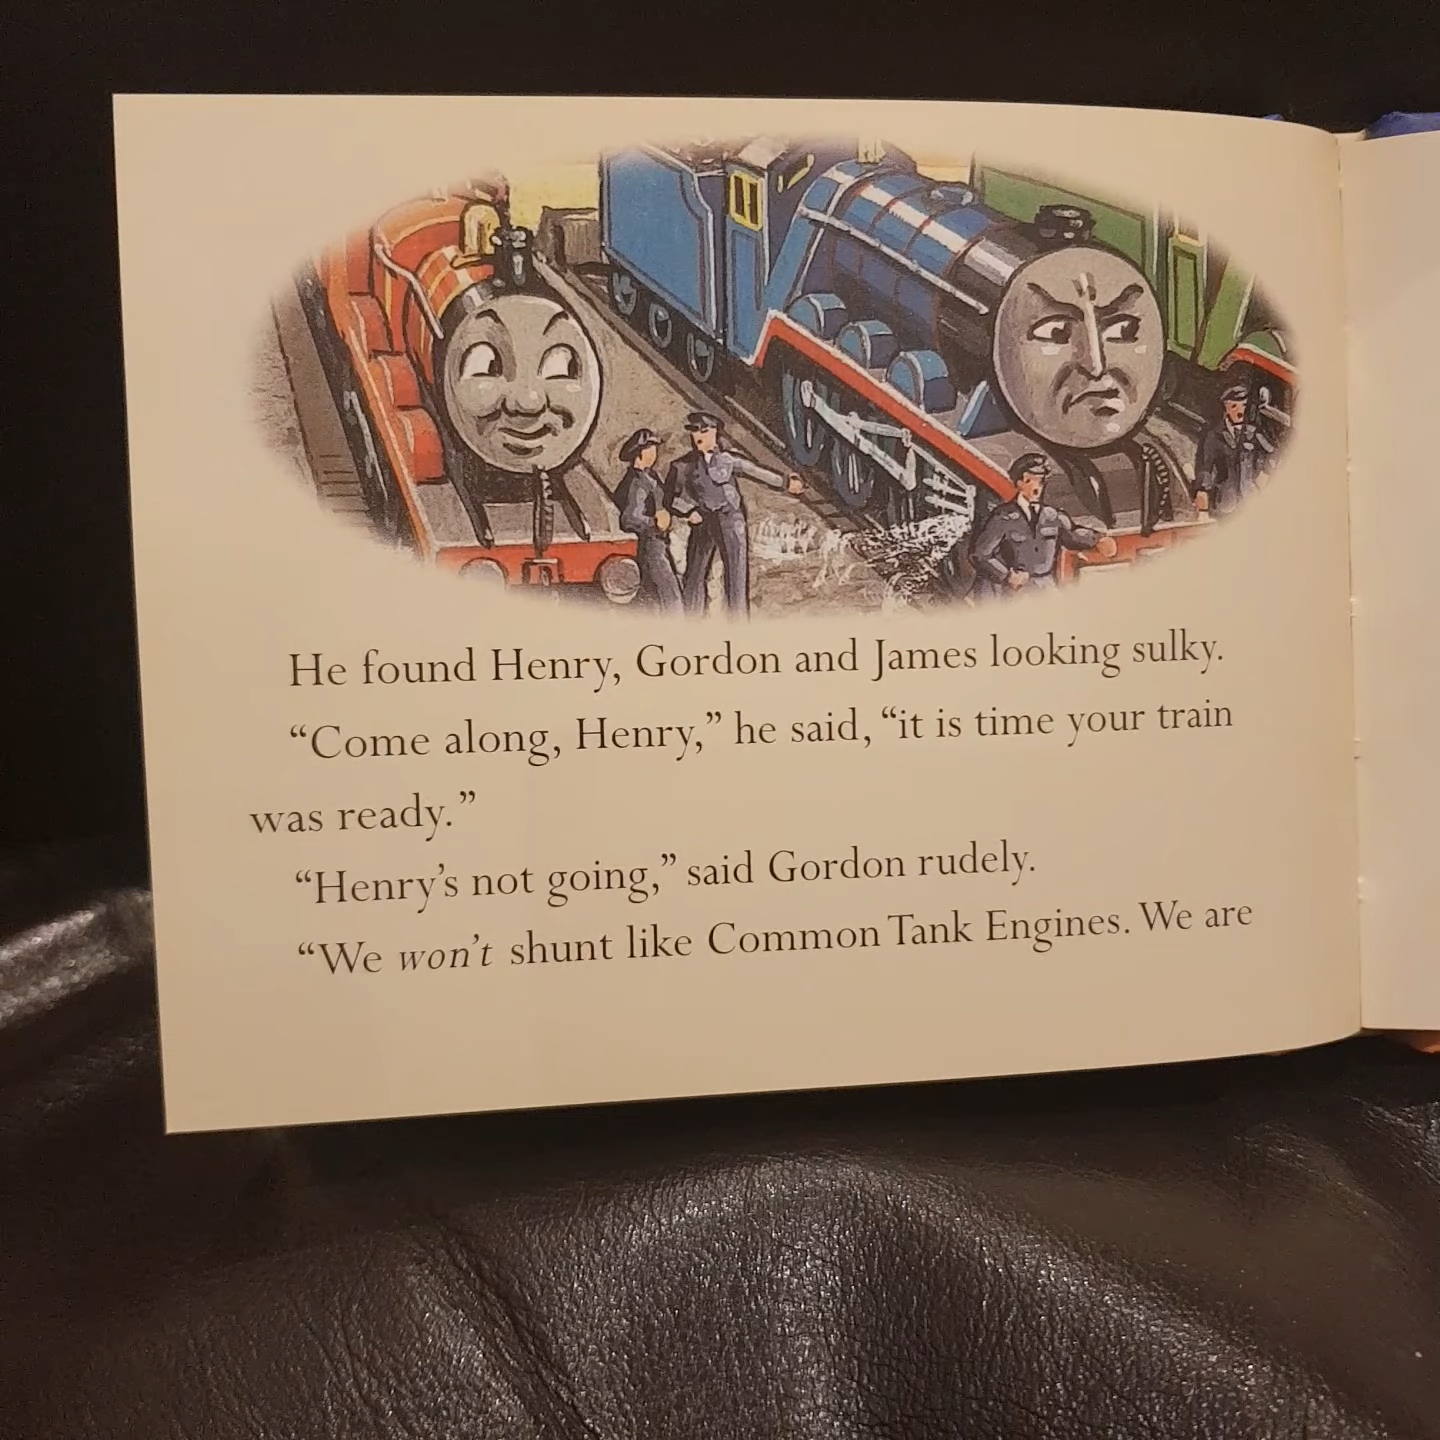 He found Henry, Gordon and James looking sulky.
“Come along, Henry,” he said, “it is time your train
was ready.”
“Henry’s not going,” said Gordon rudely.
“We won’t shunt like Common Tank Engines. We are